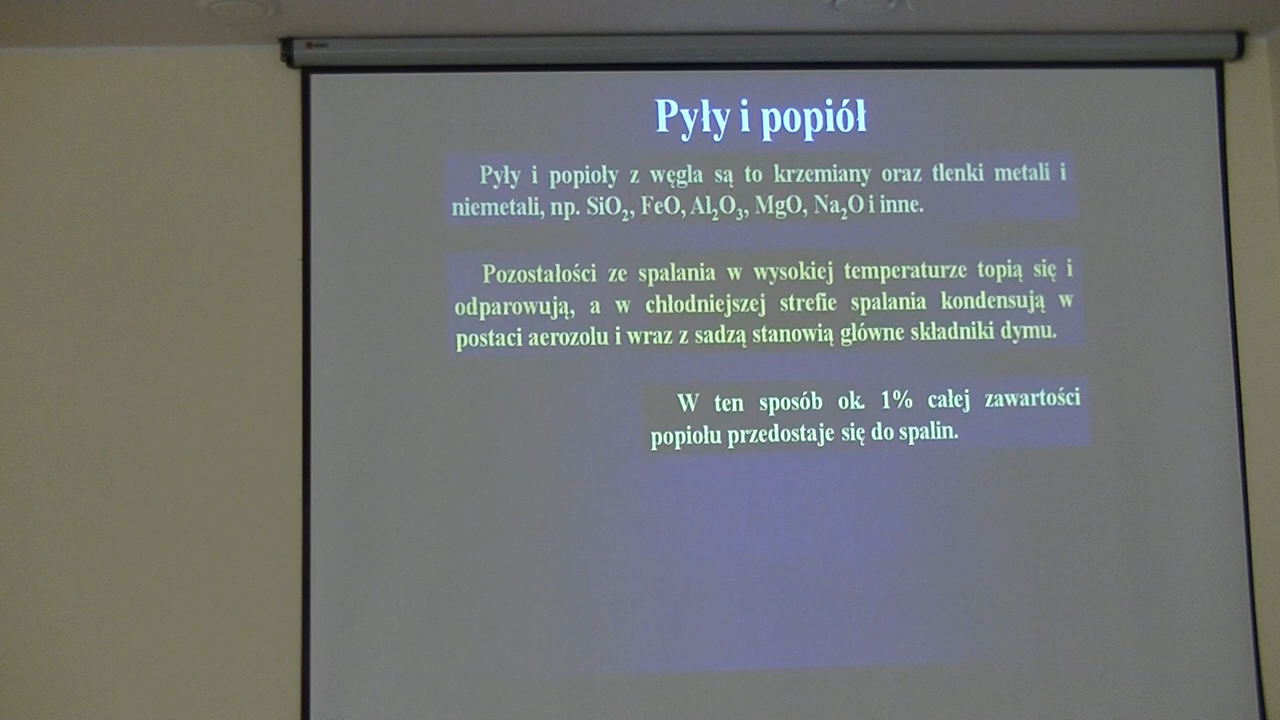 Pyły i popiół
Pyły i popioły z węgla są to krzemiany oraz tlenki metali i
niemetali, np. SiO₂, FeO, Al₂O₃, MgO, Na₂O i inne.
Pozostałości ze spalania w wysokiej temperaturze topią się i
odparowują, a w chłodniejszej strefie spalania kondensują w
postaci aerozolu i wraz z sadzą stanowią główne składniki dymu.
W ten sposób ok. 1% całej zawartości
popiołu przedostaje się do spalin.